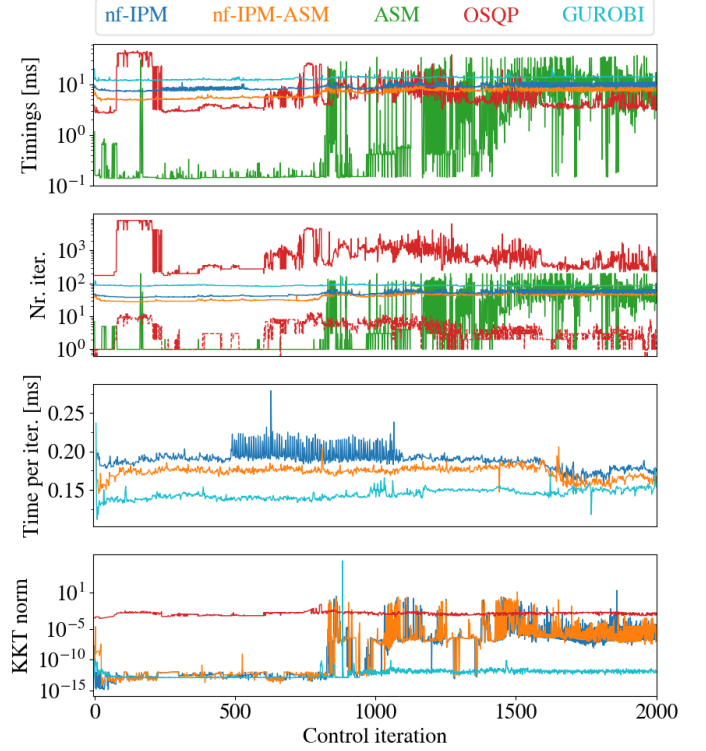 nf-IPM nf-IPM-ASM ASM OSQP GUROBI
Timings [ms]
10^1
10^0
10^−1
Nr. iter.
10^3
10^2
10^1
10^0
Time per iter. [ms]
0.25
0.20
0.15
KKT norm
10^1
10^−5
10^−10
10^−15
0 500 1000 1500 2000
Control iteration